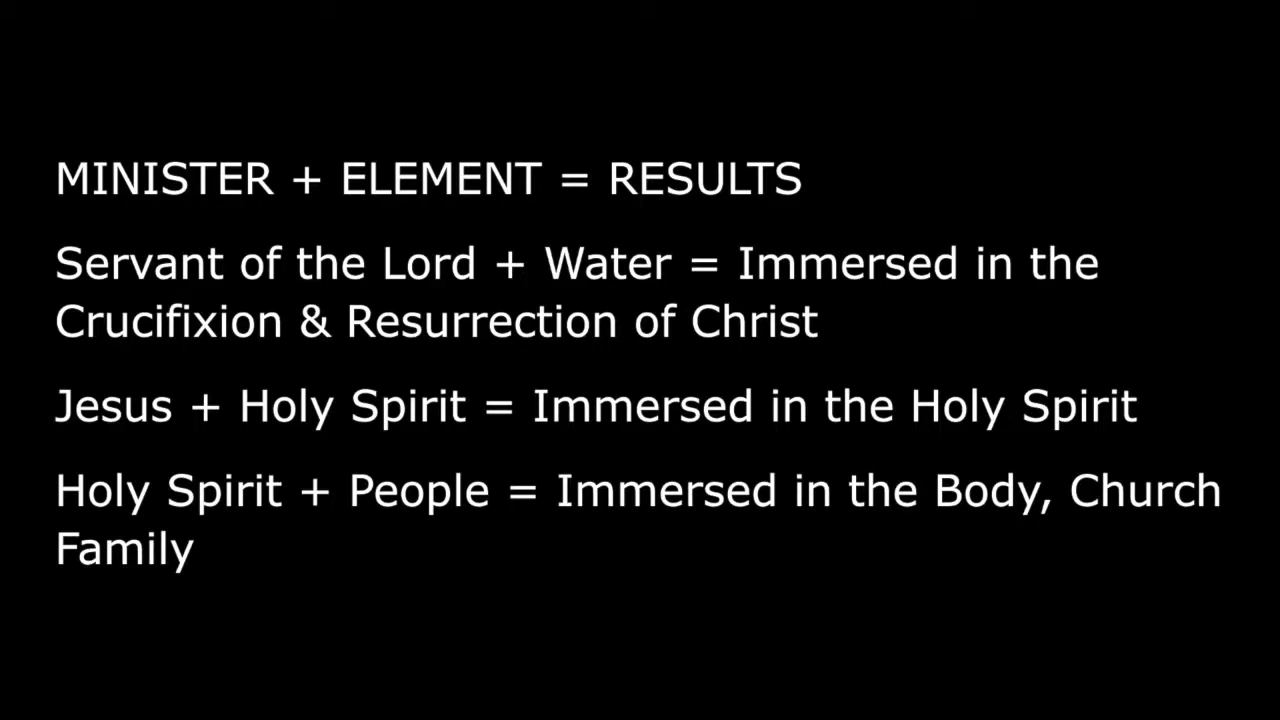 MINISTER + ELEMENT = RESULTS
Servant of the Lord + Water = Immersed in the
Crucifixion & Resurrection of Christ
Jesus + Holy Spirit = Immersed in the Holy Spirit
Holy Spirit + People = Immersed in the Body, Church
Family